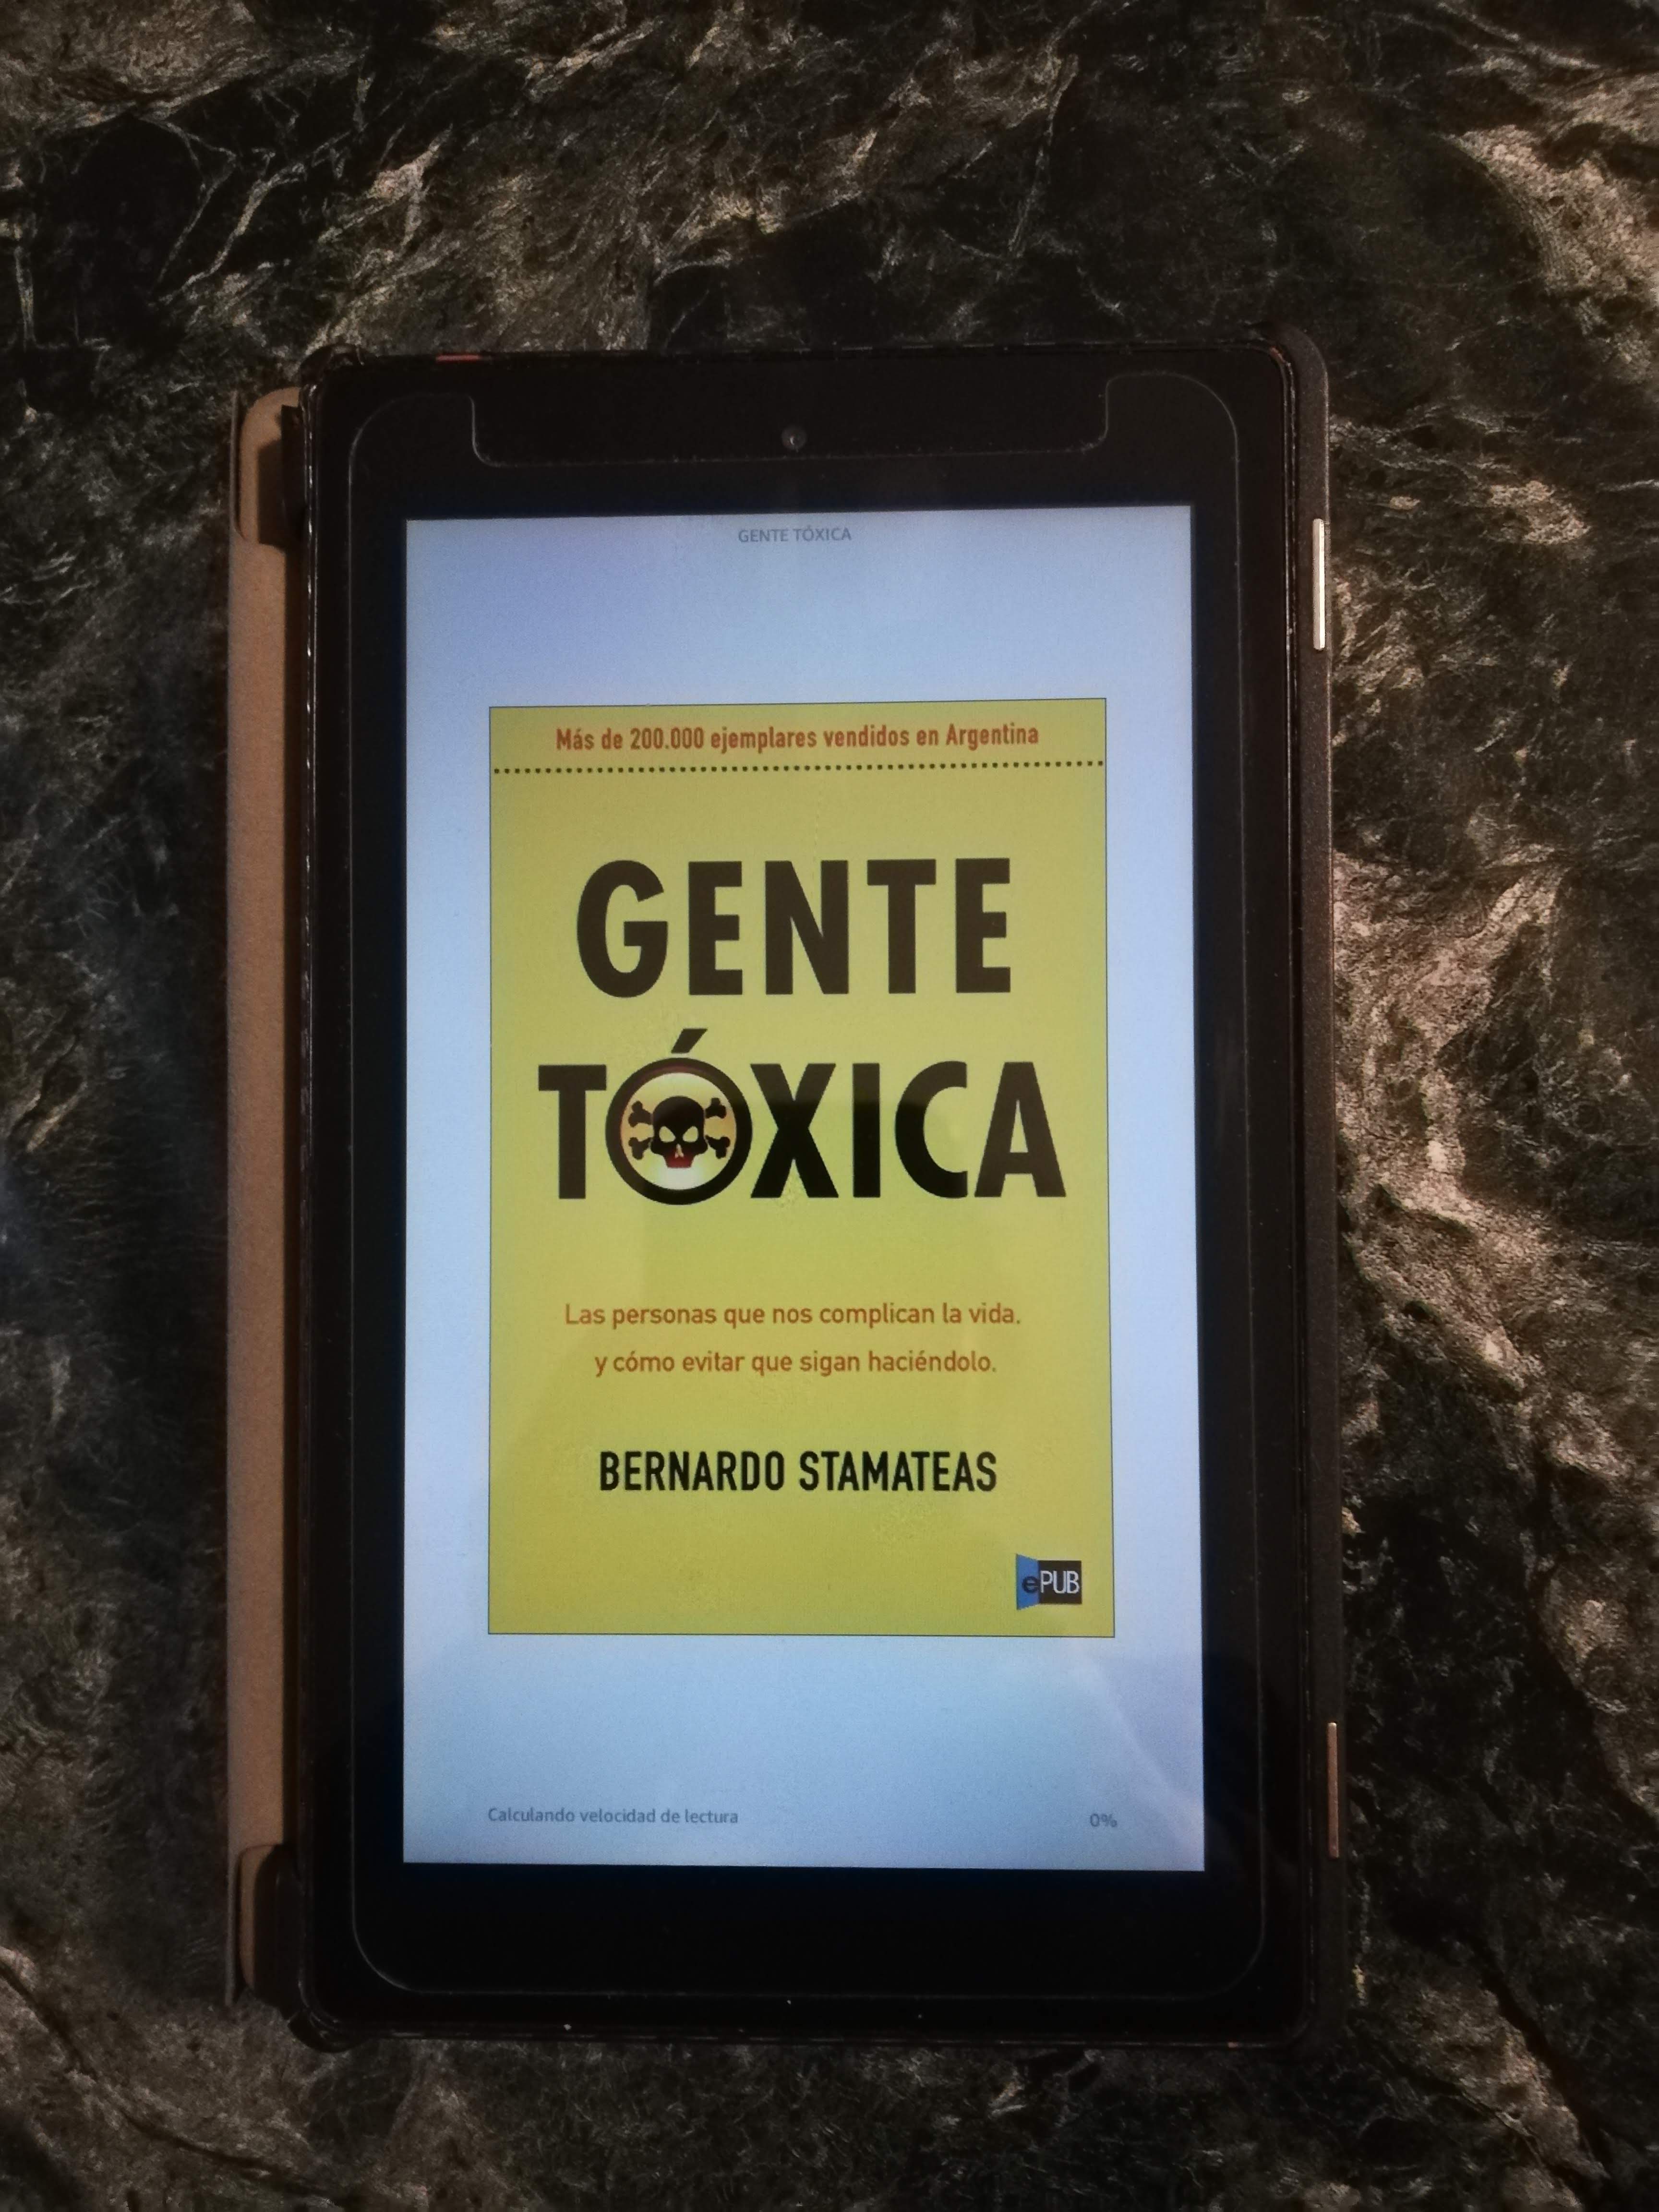 GENTE TÓXICA
Más de 200.000 ejemplares vendidos en Argentina
GENTE
TÓXICA
Las personas que nos complican la vida.
y cómo evitar que sigan haciéndolo.
BERNARDO STAMATEAS
ePUB
Calculando velocidad de lectura 0%